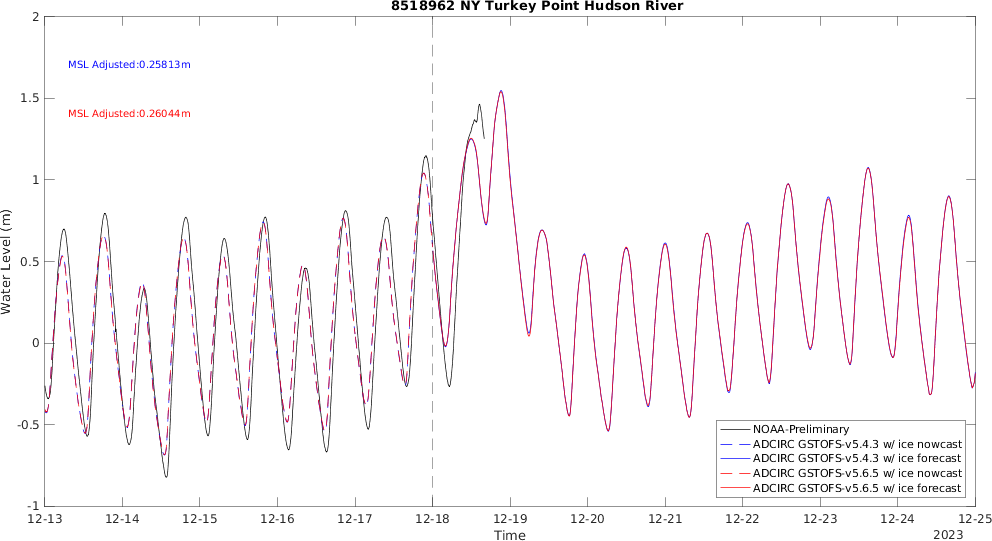 8518962 NY Turkey Point Hudson River
MSL Adjusted:0.25813m
MSL Adjusted:0.26044m
Water Level (m)
2
1.5
1
0.5
0
-0.5
-1
NOAA-Preliminary
ADCIRC GSTOFS-v5.4.3 w/ ice nowcast
ADCIRC GSTOFS-v5.4.3 w/ ice forecast
ADCIRC GSTOFS-v5.6.5 w/ ice nowcast
ADCIRC GSTOFS-v5.6.5 w/ ice forecast
12-13 12-14 12-15 12-16 12-17 12-18 12-19 12-20 12-21 12-22 12-23 12-24 12-25
Time
2023